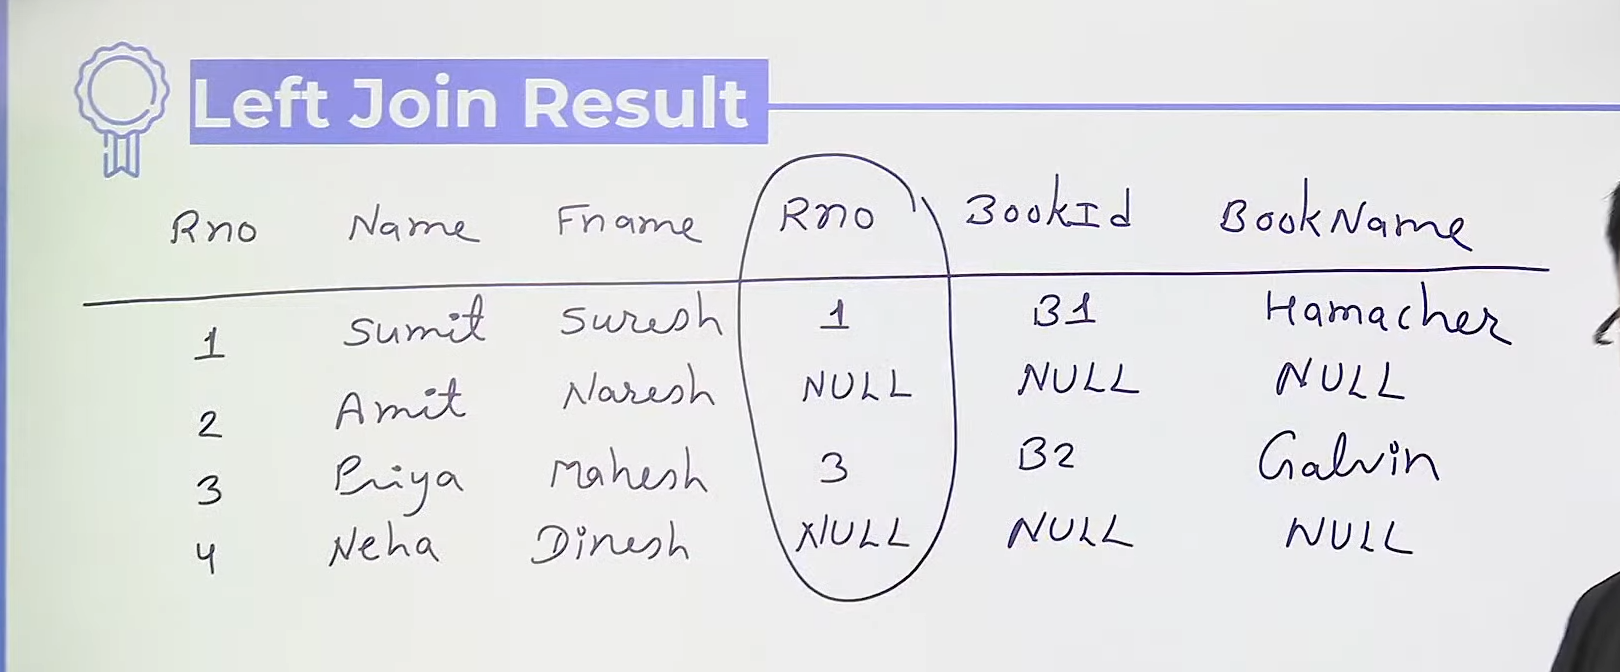 Left Join Result
Rno Name Fname Rno BookId BookName
1 Sumit Suresh 1 B1 Hamacher
2 Amit Naresh NULL NULL NULL
3 Priya Mahesh 3 B2 Galvin
4 Neha Dinesh NULL NULL NULL